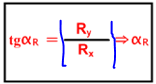 tgα_R = |R_y / R_x| ⇒ α_R